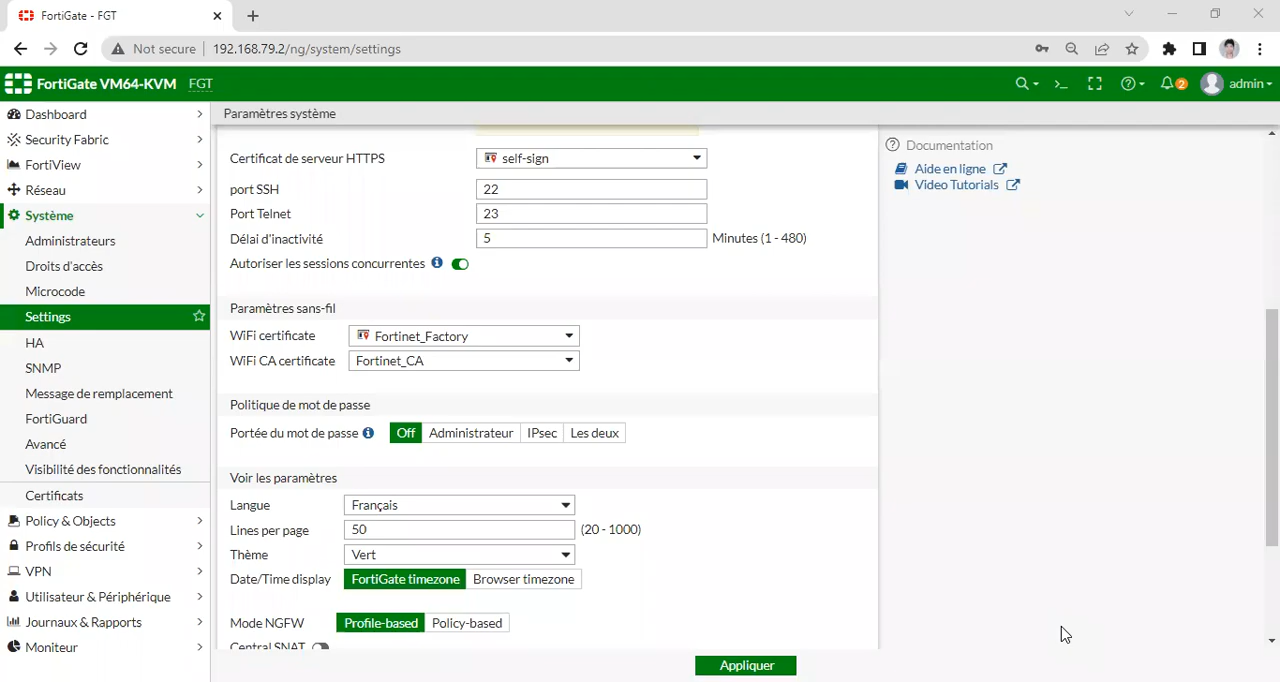 FortiGate - FGT
Not secure 192.168.79.2/ng/system/settings
FortiGate VM64-KVM FGT
2 admin
Dashboard
Security Fabric
FortiView
Réseau
Système
Administrateurs
Droits d'accès
Microcode
Settings
HA
SNMP
Message de remplacement
FortiGuard
Avancé
Visibilité des fonctionnalités
Certificats
Policy & Objects
Profils de sécurité
VPN
Utilisateur & Périphérique
Journaux & Rapports
Moniteur
Paramètres système
Certificat de serveur HTTPS self-sign
port SSH 22
Port Telnet 23
Délai d'inactivité 5 Minutes (1 - 480)
Autoriser les sessions concurrentes
Paramètres sans-fil
WiFi certificate Fortinet_Factory
WiFi CA certificate Fortinet_CA
Politique de mot de passe
Portée du mot de passe Off Administrateur IPsec Les deux
Voir les paramètres
Langue Français
Lines per page 50 (20 - 1000)
Thème Vert
Date/Time display FortiGate timezone Browser timezone
Mode NGFW Profile-based Policy-based
Central SNAT
Appliquer
Documentation
Aide en ligne
Video Tutorials